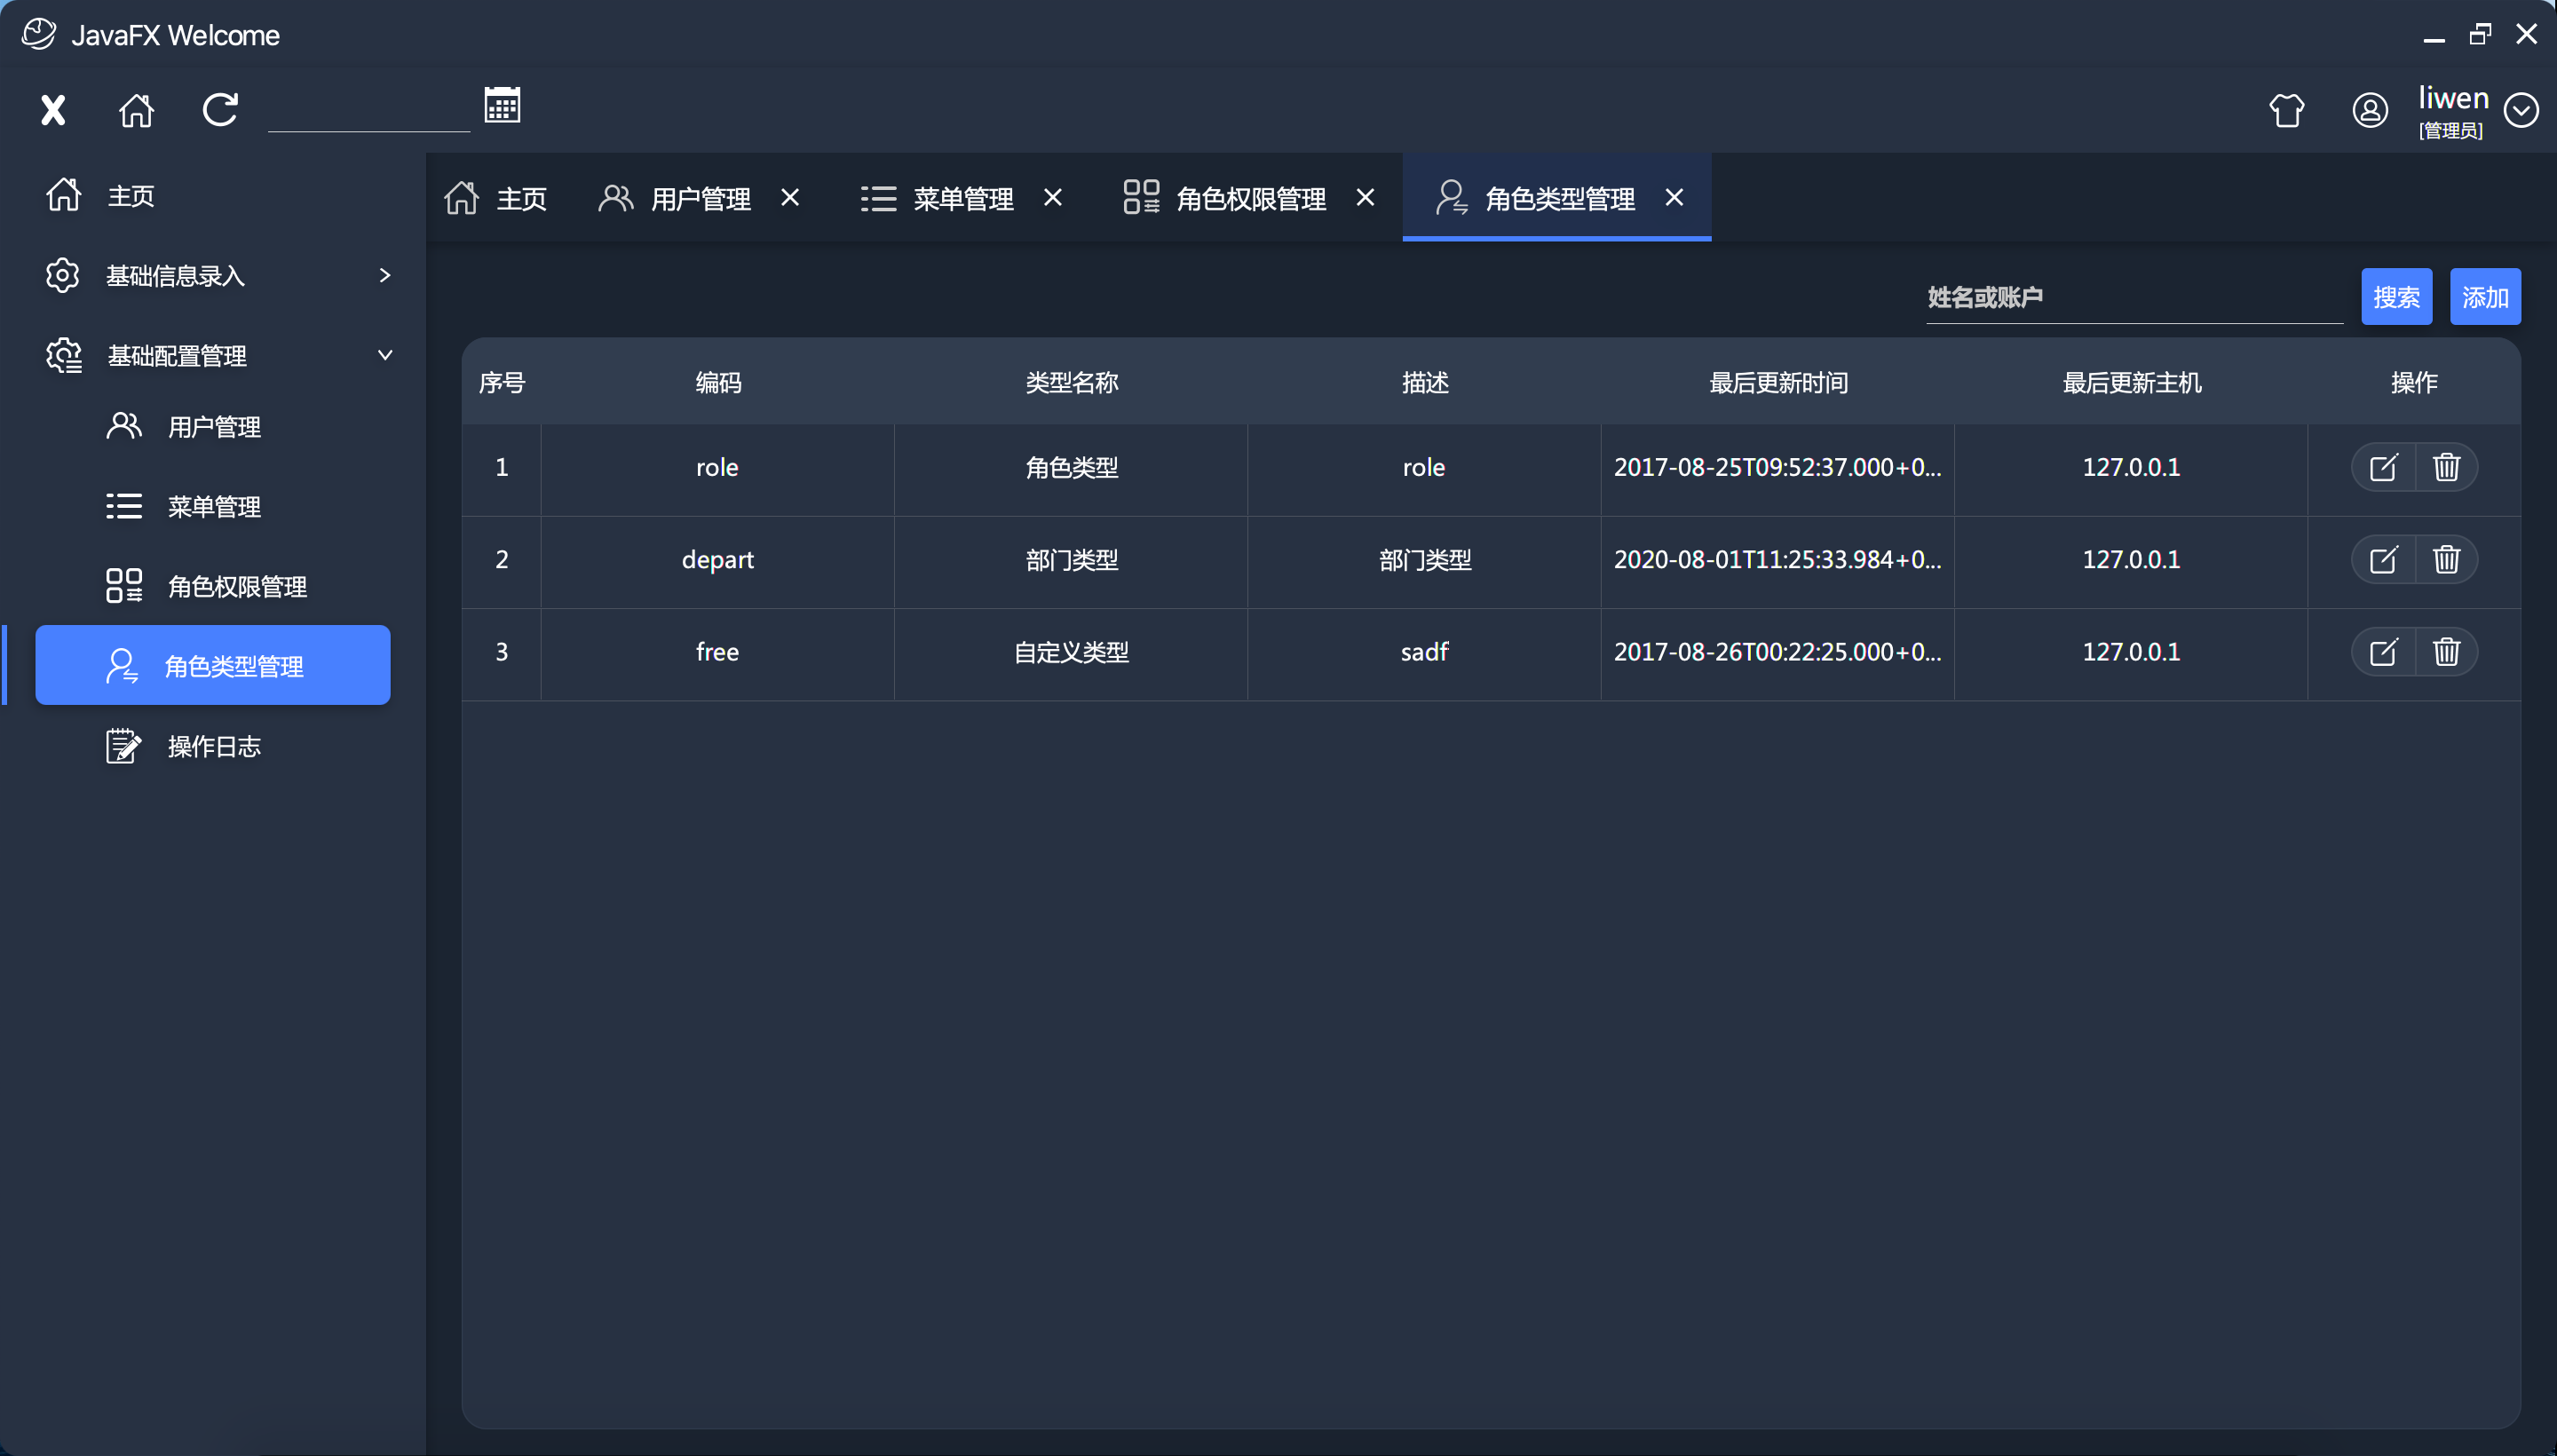 JavaFX Welcome
liwen
[管理员]
主页
基础信息录入
基础配置管理
用户管理
菜单管理
角色权限管理
角色类型管理
操作日志
主页 用户管理 菜单管理 角色权限管理 角色类型管理
姓名或账户 搜索 添加
序号 编码 类型名称 描述 最后更新时间 最后更新主机 操作
1 role 角色类型 role 2017-08-25T09:52:37.000+0... 127.0.0.1
2 depart 部门类型 部门类型 2020-08-01T11:25:33.984+0... 127.0.0.1
3 free 自定义类型 sadf 2017-08-26T00:22:25.000+0... 127.0.0.1